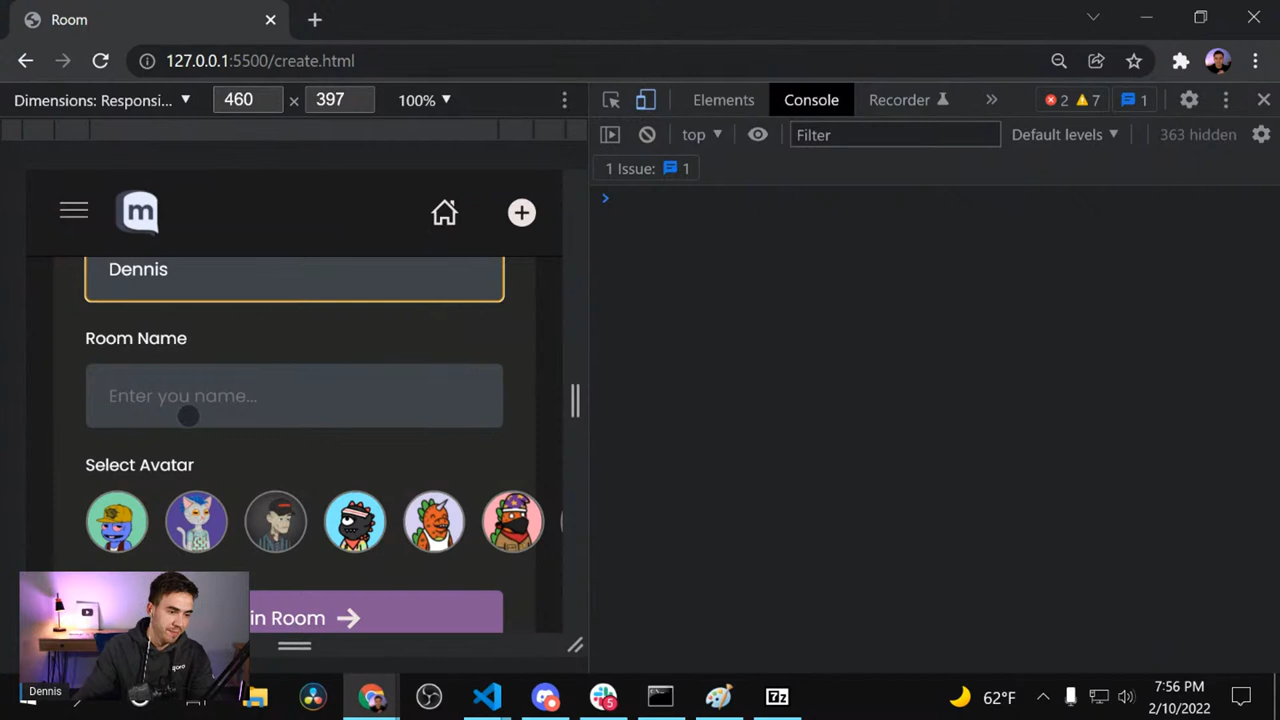 Room
127.0.0.1:5500/create.html
Dimensions: Responsi... 460 × 397 100%
Elements Console Recorder 2 7 1
top Filter Default levels 363 hidden
1 Issue: 1
m
Dennis
Room Name
Enter you name...
Select Avatar
in Room
Dennis
5
7z
62°F
7:56 PM
2/10/2022